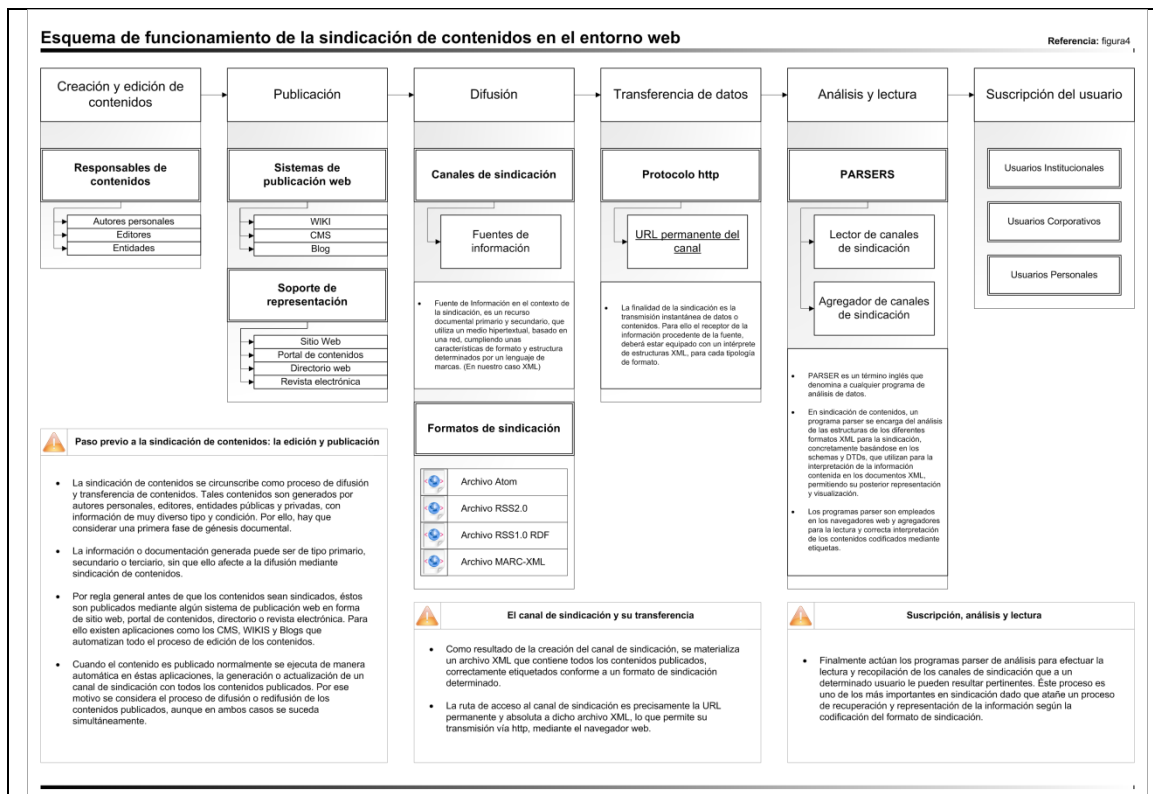 Esquema de funcionamiento de la sindicación de contenidos en el entorno web
Referencia: figura4
Creación y edición de
contenidos
Publicación
Difusión
Transferencia de datos
Análisis y lectura
Suscripción del usuario
Responsables de
contenidos
Autores personales
Editores
Entidades
Sistemas de
publicación web
WIKI
CMS
Blog
Soporte de
representación
Sitio Web
Portal de contenidos
Directorio web
Revista electrónica
Canales de sindicación
Fuentes de
información
• Fuente de Información en el contexto de
la sindicación, es un recurso
documental primario y secundario, que
utiliza un medio hipertextual, basado en
una red, cumpliendo unas
características de formato y estructura
determinados por un lenguaje de
marcas. (En nuestro caso XML)
Formatos de sindicación
Archivo Atom
Archivo RSS2.0
Archivo RSS1.0 RDF
Archivo MARC-XML
Protocolo http
URL permanente del
canal
• La finalidad de la sindicación es la
transmisión instantánea de datos o
contenidos. Para ello el receptor de la
información procedente de la fuente,
deberá estar equipado con un intérprete
de estructuras XML, para cada tipología
de formato.
PARSERS
Lector de canales
de sindicación
Agregador de canales
de sindicación
• PARSER es un término inglés que
denomina a cualquier programa de
análisis de datos.
• En sindicación de contenidos, un
programa parser se encarga del análisis
de las estructuras de los diferentes
formatos XML para la sindicación,
concretamente basándose en los
schemas y DTDs, que utilizan para la
interpretación de la información
contenida en los documentos XML,
permitiendo su posterior representación
y visualización.
• Los programas parser son empleados
en los navegadores web y agregadores
para la lectura y correcta interpretación
de los contenidos codificados mediante
etiquetas.
Usuarios Institucionales
Usuarios Corporativos
Usuarios Personales
Paso previo a la sindicación de contenidos: la edición y publicación
• La sindicación de contenidos se circunscribe como proceso de difusión
y transferencia de contenidos. Tales contenidos son generados por
autores personales, editores, entidades públicas y privadas, con
información de muy diverso tipo y condición. Por ello, hay que
considerar una primera fase de génesis documental.
• La información o documentación generada puede ser de tipo primario,
secundario o terciario, sin que ello afecte a la difusión mediante
sindicación de contenidos.
• Por regla general antes de que los contenidos sean sindicados, éstos
son publicados mediante algún sistema de publicación web en forma
de sitio web, portal de contenidos, directorio o revista electrónica. Para
ello existen aplicaciones como los CMS, WIKIS y Blogs que
automatizan todo el proceso de edición de los contenidos.
• Cuando el contenido es publicado normalmente se ejecuta de manera
automática en éstas aplicaciones, la generación o actualización de un
canal de sindicación con todos los contenidos publicados. Por ese
motivo se considera el proceso de difusión o redifusión de los
contenidos publicados, aunque en ambos casos se suceda
simultáneamente.
El canal de sindicación y su transferencia
• Como resultado de la creación del canal de sindicación, se materializa
un archivo XML que contiene todos los contenidos publicados,
correctamente etiquetados conforme a un formato de sindicación
determinado.
• La ruta de acceso al canal de sindicación es precisamente la URL
permanente y absoluta a dicho archivo XML, lo que permite su
transmisión vía http, mediante el navegador web.
Suscripción, análisis y lectura
• Finalmente actúan los programas parser de análisis para efectuar la
lectura y recopilación de los canales de sindicación que a un
determinado usuario le pueden resultar pertinentes. Éste proceso es
uno de los más importantes en sindicación dado que atañe un proceso
de recuperación y representación de la información según la
codificación del formato de sindicación.